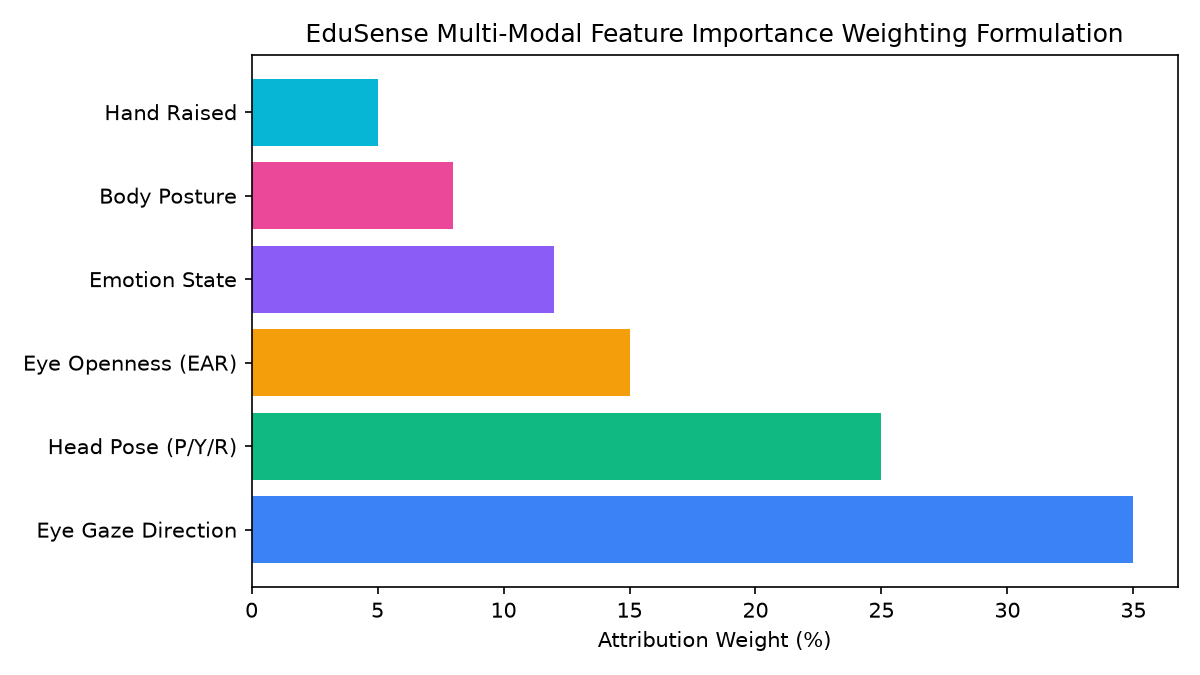 EduSense Multi-Modal Feature Importance Weighting Formulation
Hand Raised
Body Posture
Emotion State
Eye Openness (EAR)
Head Pose (P/Y/R)
Eye Gaze Direction
0 5 10 15 20 25 30 35
Attribution Weight (%)